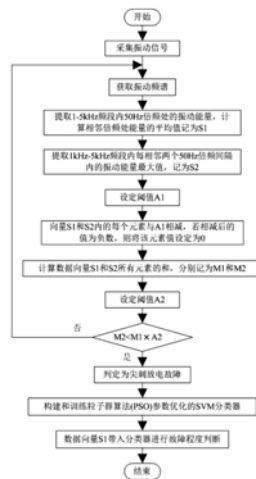 开始
采集振动信号
获取振动频谱
提取1-5kHz频段内50Hz倍频处的振动能量，计
算相邻倍频处能量的平均值记为S1
提取1kHz-5kHz频段内每相邻两个50Hz倍频间隔
内的振动能量最大值，记为S2
设定阈值A1
向量S1和S2内的每个元素与A1相减，若相减后的
值为负数，则将该元素值设定为0
计算数据向量S1和S2所有元素的和，分别记为M1和M2
设定阈值A2
否
M2<M1×A2
是
判定为尖刺放电故障
构建和训练粒子群算法(PSO)参数优化的SVM分类器
数据向量S1带入分类器进行故障程度判断
结束